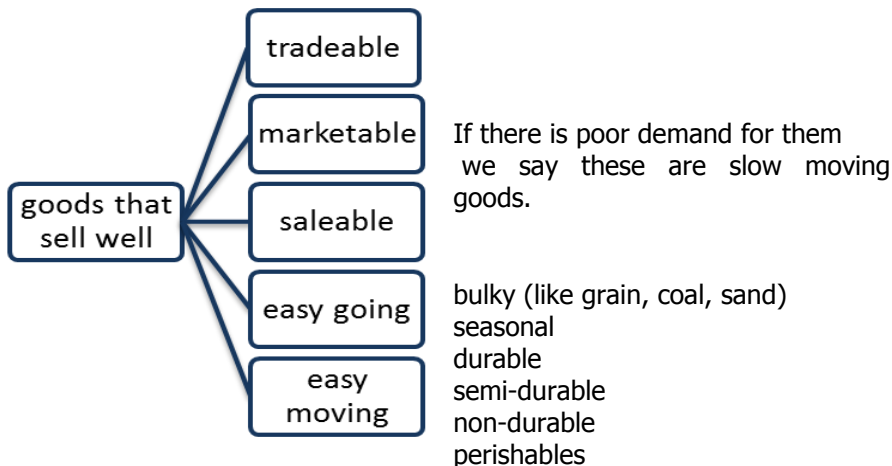 goods that
sell well
tradeable
marketable
saleable
easy going
easy
moving
If there is poor demand for them
we say these are slow moving
goods.
bulky (like grain, coal, sand)
seasonal
durable
semi-durable
non-durable
perishables